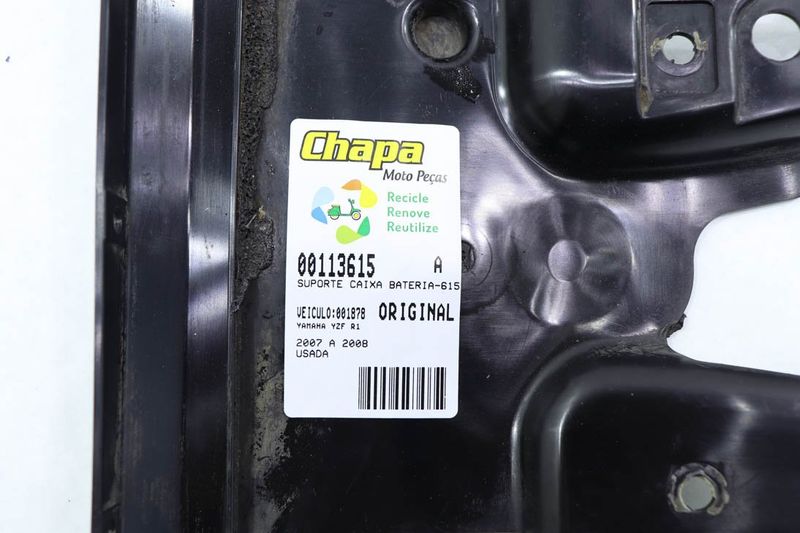 Chapa
Moto Peças
Recicle
Renove
Reutilize
00113615 A
SUPORTE CAIXA BATERIA-615
VEICULO:001878 ORIGINAL
YAMAHA YZF R1
2007 A 2008
USADA